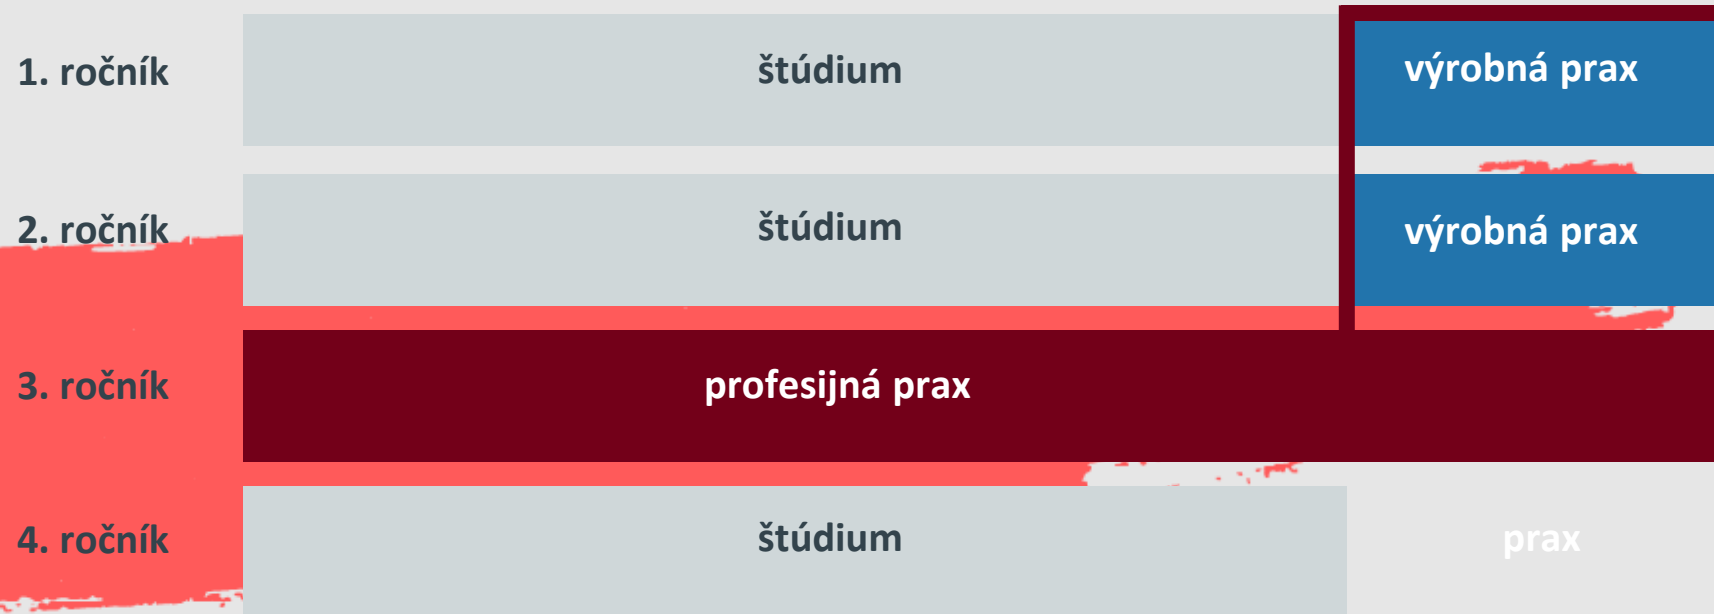 1. ročník
štúdium
výrobná prax
2. ročník
štúdium
výrobná prax
3. ročník
profesijná prax
4. ročník
štúdium
prax